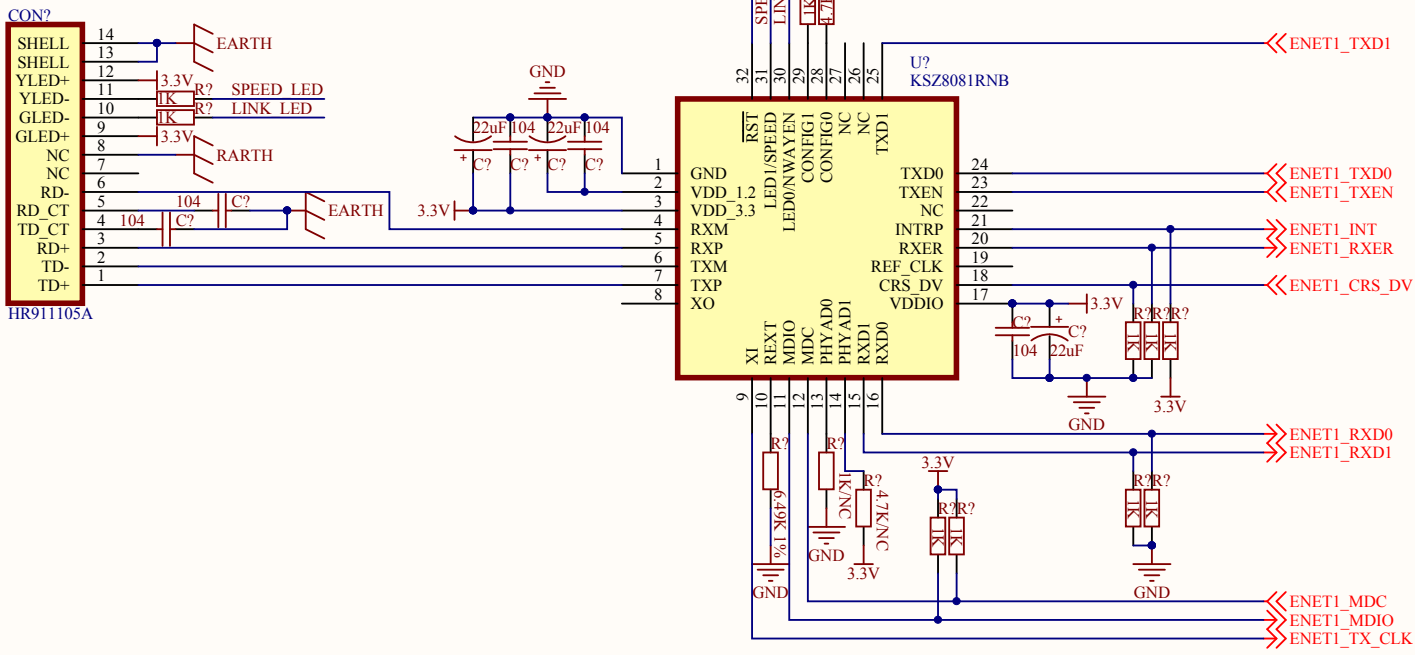 CON?
SHELL 14
SHELL 13
YLED+ 12 3.3V
YLED- 11 1K R? SPEED_LED
GLED- 10 1K R? LINK_LED
GLED+ 9 3.3V
NC 8 RARTH
NC 7
RD- 6
RD_CT 5 104 C? EARTH
TD_CT 4 104 C?
RD+ 3
TD- 2
TD+ 1
HR911105A
EARTH
GND
22uF 104 22uF 104
C? C? C? C?
3.3V
1K
32 31 30 29 28 27 26 25
U?
KSZ8081RNB
RST
LED1/SPEED
LED0/NWAYEN
CONFIG1
CONFIG0
NC
NC
TXD1
1 GND
2 VDD_1.2
3 VDD_3.3
4 RXM
5 RXP
6 TXM
7 TXP
8 XO
TXD0 24
TXEN 23
NC 22
INTRP 21
RXER 20
REF_CLK 19
CRS_DV 18
VDDIO 17
XI
REXT
MDIO
MDC
PHYAD0
PHYAD1
RXD1
RXD0
9 10 11 12 13 14 15 16
ENET1_TXD1
ENET1_TXD0
ENET1_TXEN
ENET1_INT
ENET1_RXER
ENET1_CRS_DV
3.3V
C? C?
104 22uF
R? R? R?
1K 1K 1K
GND
3.3V
ENET1_RXD0
ENET1_RXD1
R? R?
1K 1K
GND
R?
6.49K 1%
GND
R?
1K/NC
GND
R?
4.7K/NC
3.3V
3.3V
R? R?
1K 1K
ENET1_MDC
ENET1_MDIO
ENET1_TX_CLK